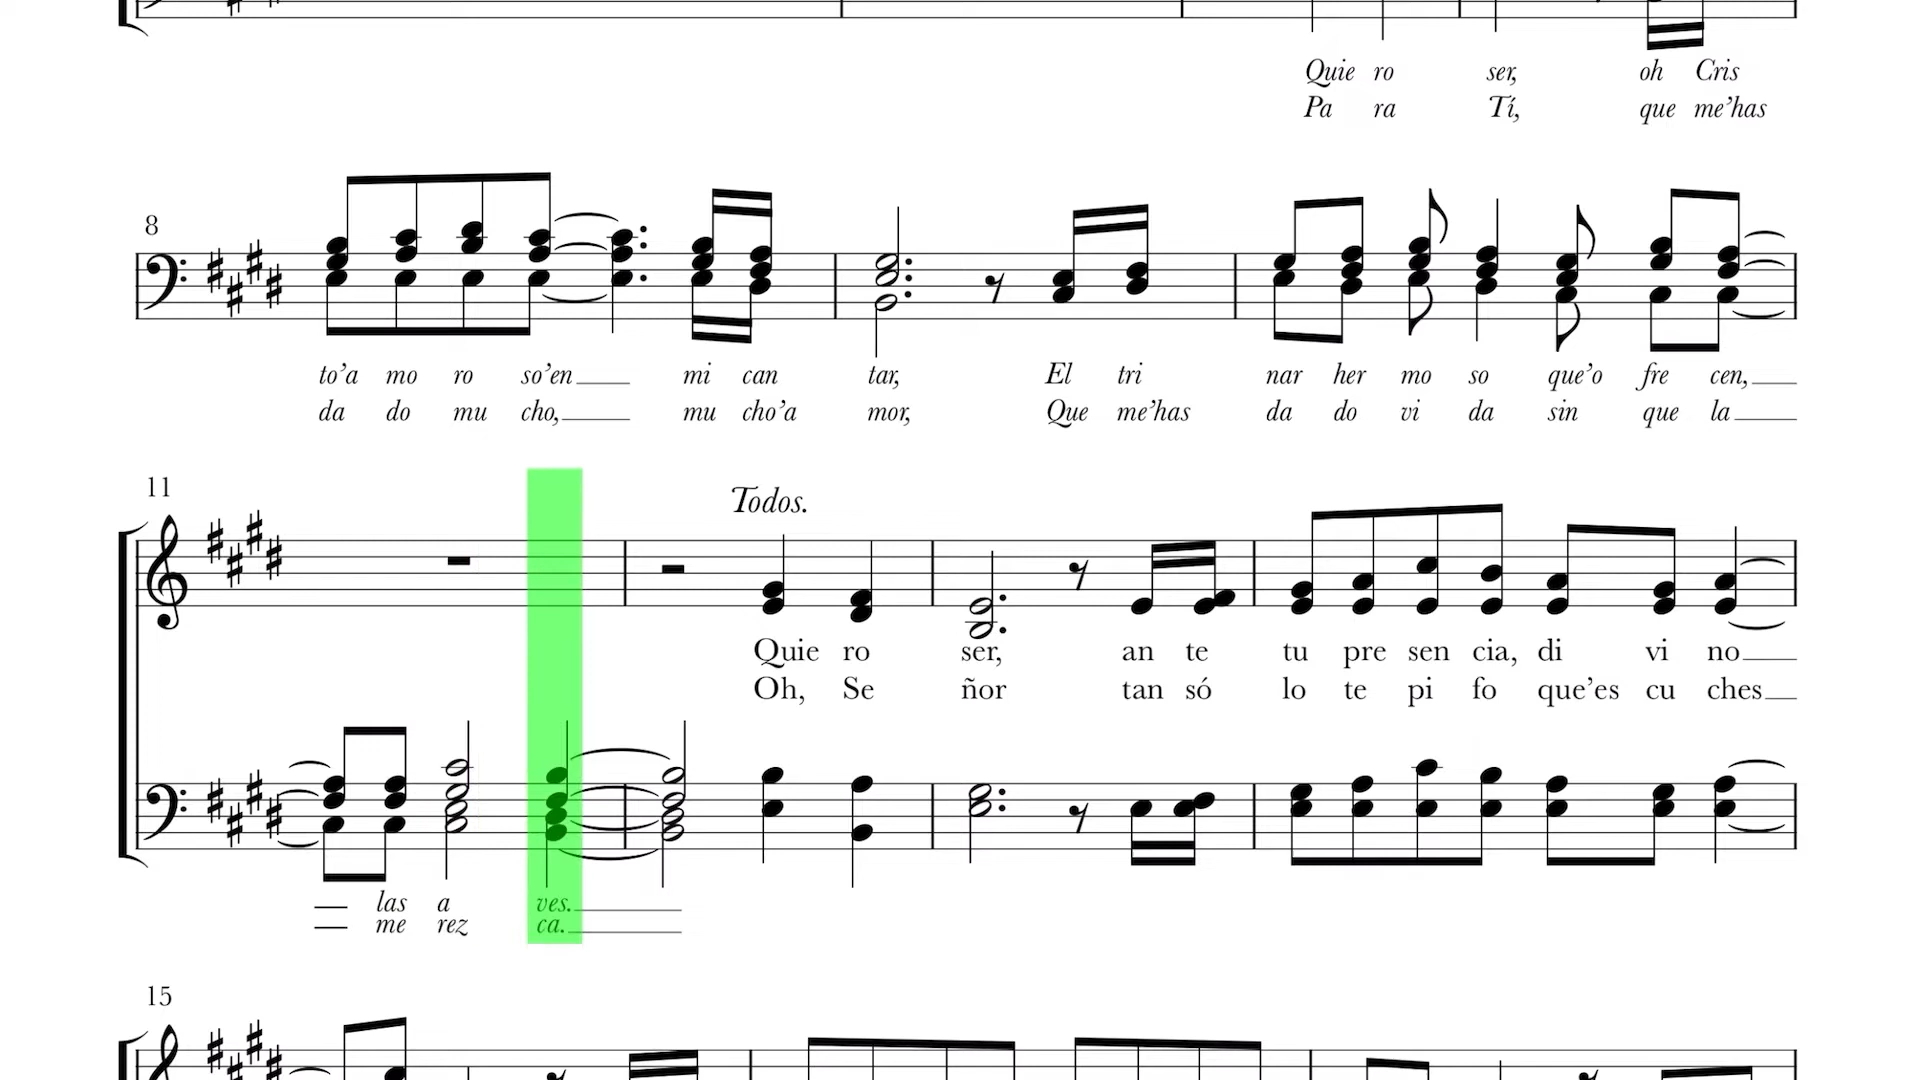 Quie ro ser, oh Cris
Pa ra Tí, que me’has
8
to’a mo ro so’en mi can tar, El tri nar her mo so que’o fre cen,
da do mu cho, mu cho’a mor, Que me’has da do vi da sin que la
11
Todos.
Quie ro ser, an te tu pre sen cia, di vi no
Oh, Se ñor tan só lo te pi fo que’es cu ches
las a ves.
me rez ca.
15